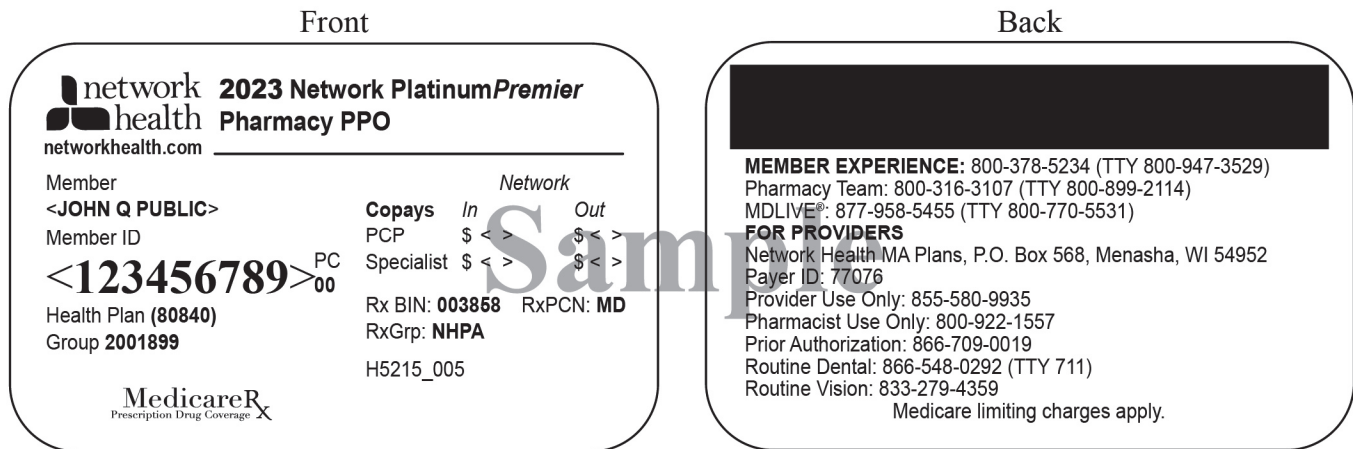 Front
network health
networkhealth.com
2023 Network PlatinumPremier
Pharmacy PPO
Member
<JOHN Q PUBLIC>
Member ID
<123456789> PC 00
Health Plan (80840)
Group 2001899
MedicareRx
Prescription Drug Coverage
Network
Copays In Out
PCP $ < > $ < >
Specialist $ < > $ < >
Rx BIN: 003858 RxPCN: MD
RxGrp: NHPA
H5215_005
Sample
Back
MEMBER EXPERIENCE: 800-378-5234 (TTY 800-947-3529)
Pharmacy Team: 800-316-3107 (TTY 800-899-2114)
MDLIVE®: 877-958-5455 (TTY 800-770-5531)
FOR PROVIDERS
Network Health MA Plans, P.O. Box 568, Menasha, WI 54952
Payer ID: 77076
Provider Use Only: 855-580-9935
Pharmacist Use Only: 800-922-1557
Prior Authorization: 866-709-0019
Routine Dental: 866-548-0292 (TTY 711)
Routine Vision: 833-279-4359
Medicare limiting charges apply.